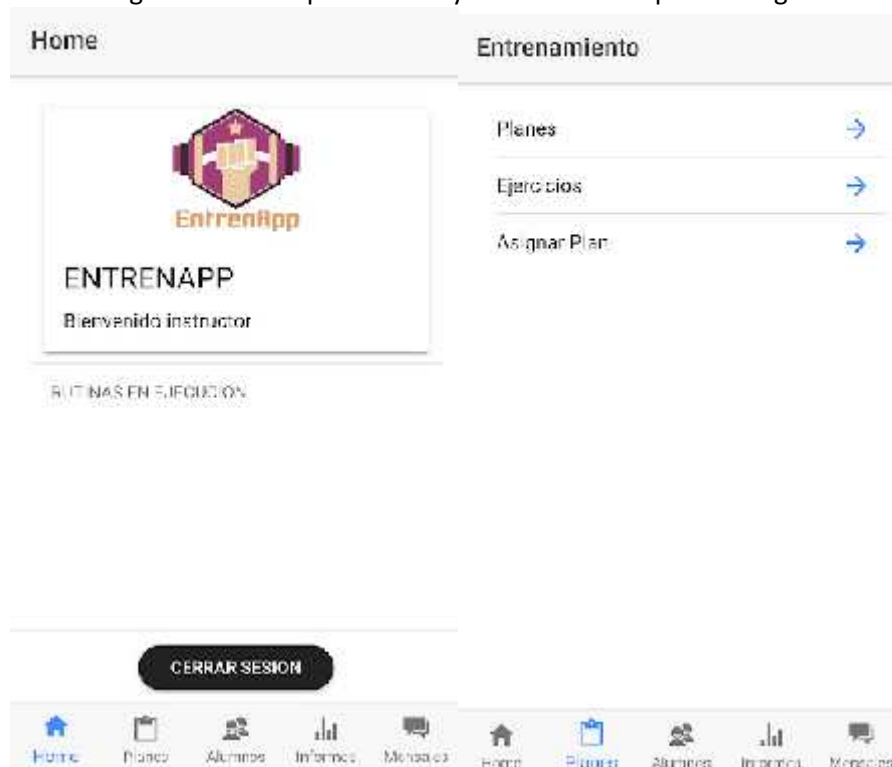 Home
EntrenApp
ENTRENAPP
Bienvenido instructor
RUTINAS EN EJECUCION
CERRAR SESION
Home Planes Alumnos Informes Mensajes
Entrenamiento
Planes
Ejercicios
Asignar Plan
Home Planes Alumnos Informes Mensajes